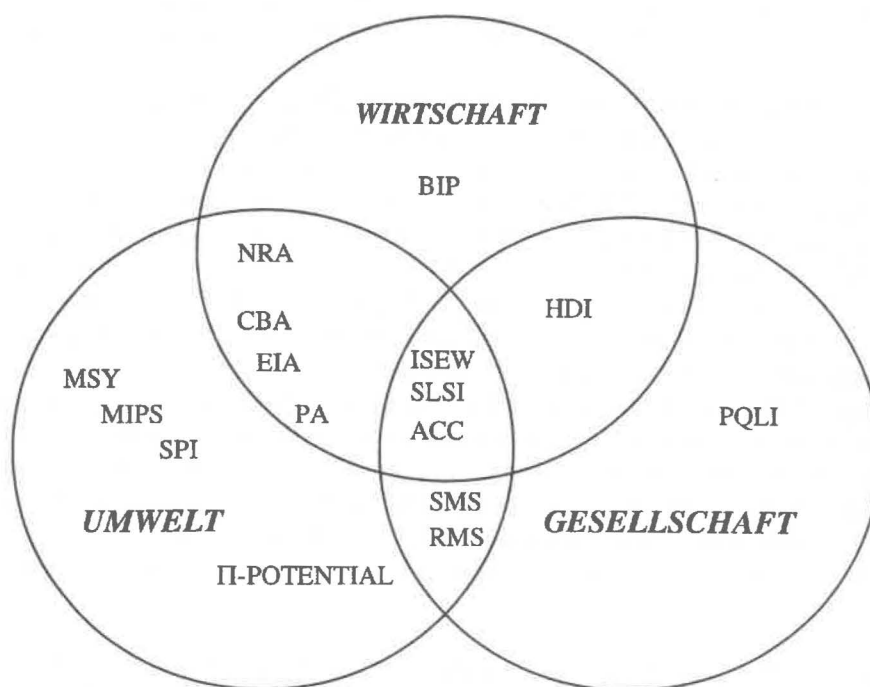 WIRTSCHAFT
BIP
NRA
CBA
EIA
PA
HDI
ISEW
SLSI
ACC
MSY
MIPS
SPI
PQLI
UMWELT
SMS
RMS
GESELLSCHAFT
Π-POTENTIAL